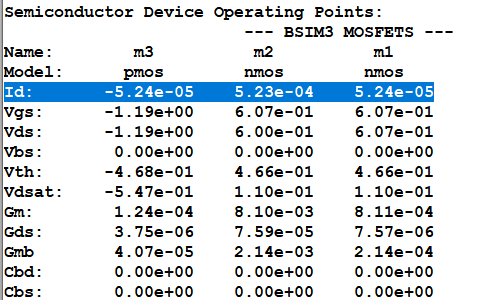 Semiconductor Device Operating Points:
--- BSIM3 MOSFETS ---
Name: m3 m2 m1
Model: pmos nmos nmos
Id: -5.24e-05 5.23e-04 5.24e-05
Vgs: -1.19e+00 6.07e-01 6.07e-01
Vds: -1.19e+00 6.00e-01 6.07e-01
Vbs: 0.00e+00 0.00e+00 0.00e+00
Vth: -4.68e-01 4.66e-01 4.66e-01
Vdsat: -5.47e-01 1.10e-01 1.10e-01
Gm: 1.24e-04 8.10e-03 8.11e-04
Gds: 3.75e-06 7.59e-05 7.57e-06
Gmb 4.07e-05 2.14e-03 2.14e-04
Cbd: 0.00e+00 0.00e+00 0.00e+00
Cbs: 0.00e+00 0.00e+00 0.00e+00